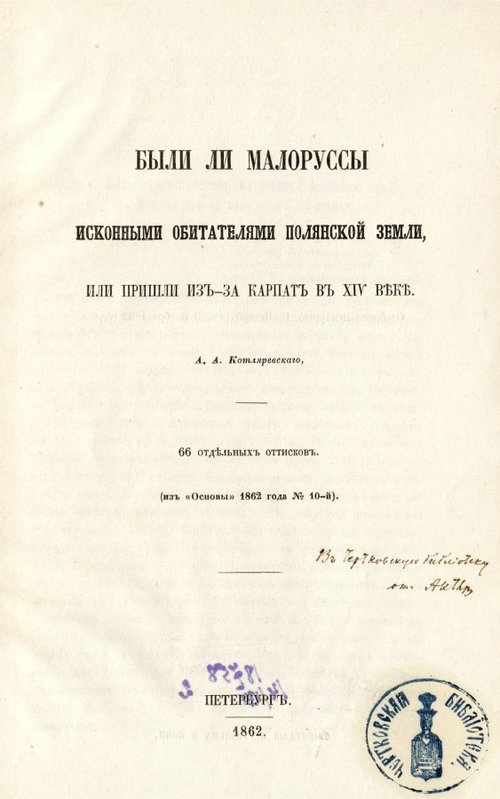 БЫЛИ ЛИ МАЛОРУССЫ
ИСКОННЫМИ ОБИТАТЕЛЯМИ ПОЛЯНСКОЙ ЗЕМЛИ,
ИЛИ ПРИШЛИ ИЗЪ-ЗА КАРПАТЪ ВЪ XIV ВѢКѢ.
А. А. Котляревскаго,
66 ОТДѢЛЬНЫХЪ ОТТИСКОВЪ.
(изъ «Основы» 1862 года № 10-й).
Въ Чертковскую библіотеку
от
ПЕТЕРБУРГЪ.
1862.
ЧЕРТКОВСКАЯ БИБЛІОТЕКА